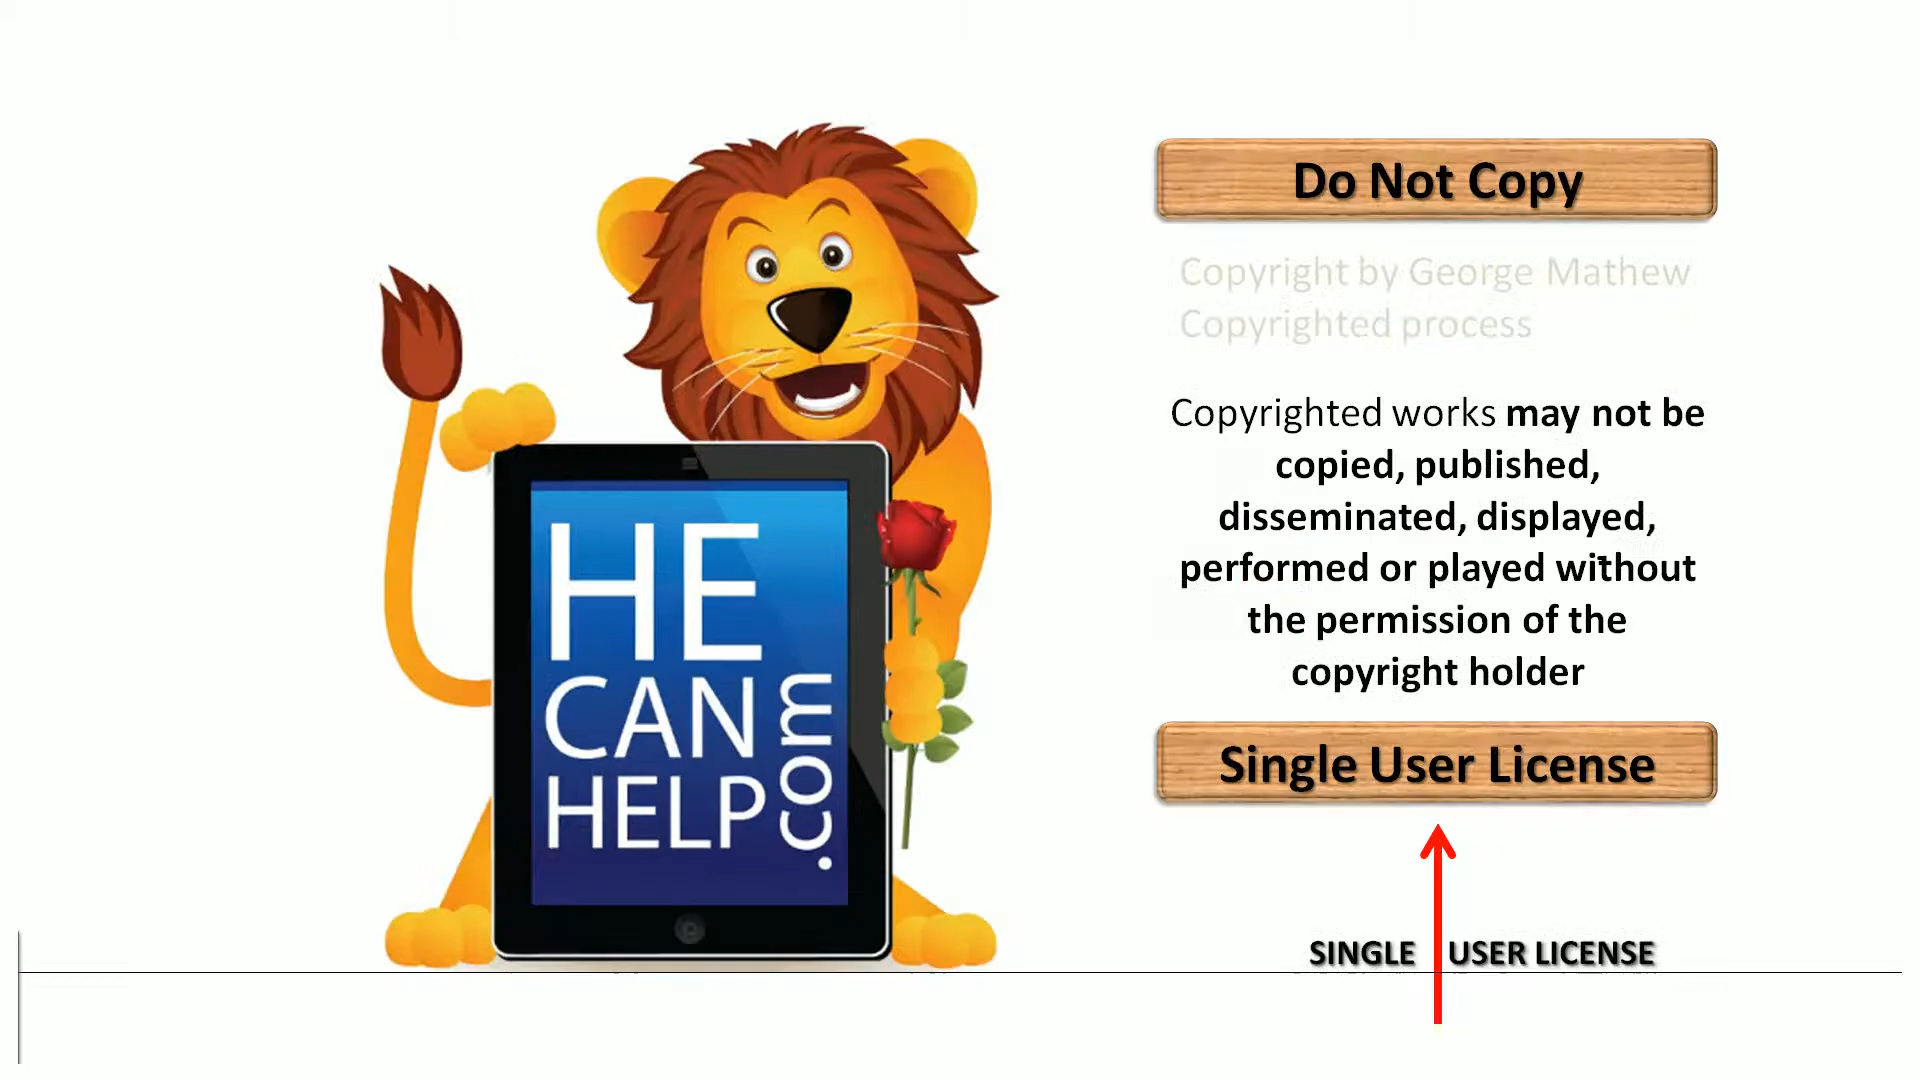 Do Not Copy
Copyright by George Mathew
Copyrighted process
Copyrighted works may not be
copied, published,
disseminated, displayed,
performed or played without
the permission of the
copyright holder
Single User License
SINGLE USER LICENSE
HE
CAN
HELP
.com